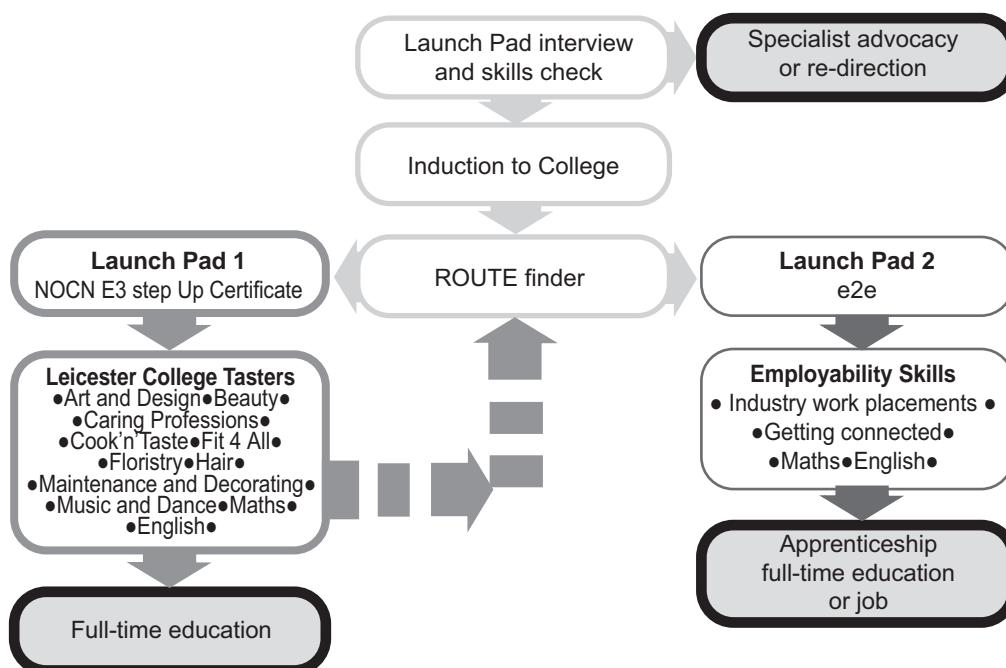 Launch Pad interview
and skills check
Specialist advocacy
or re-direction
Induction to College
ROUTE finder
Launch Pad 1
NOCN E3 step Up Certificate
Launch Pad 2
e2e
Leicester College Tasters
●Art and Design●Beauty●
●Caring Professions●
●Cook'n'Taste●Fit 4 All●
●Floristry●Hair●
●Maintenance and Decorating●
●Music and Dance●Maths●
●English●
Employability Skills
● Industry work placements ●
●Getting connected●
●Maths●English●
Full-time education
Apprenticeship
full-time education
or job